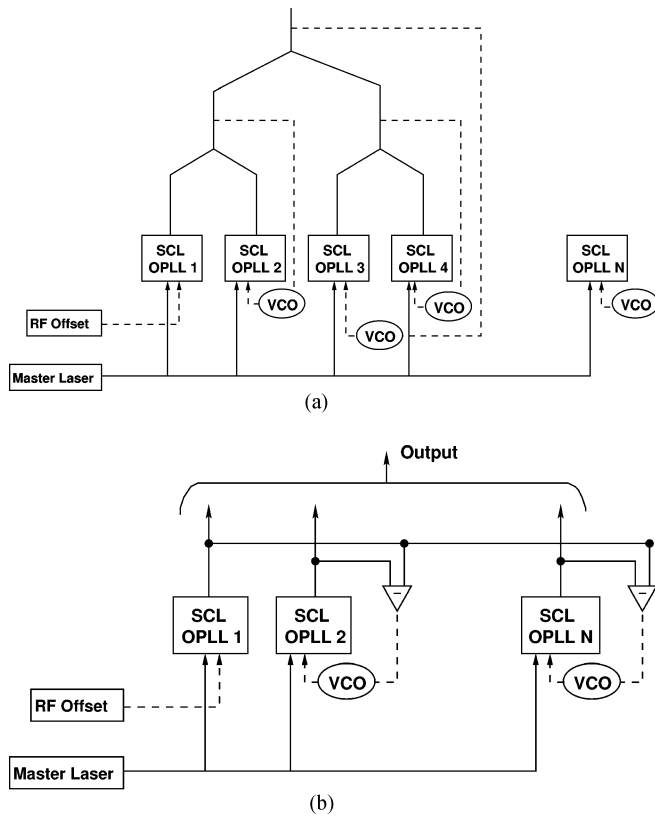 SCL
OPLL 1
SCL
OPLL 2
SCL
OPLL 3
SCL
OPLL 4
SCL
OPLL N
VCO
VCO
VCO
VCO
RF Offset
Master Laser
(a)
Output
–
–
SCL
OPLL 1
SCL
OPLL 2
SCL
OPLL N
VCO
VCO
RF Offset
Master Laser
(b)